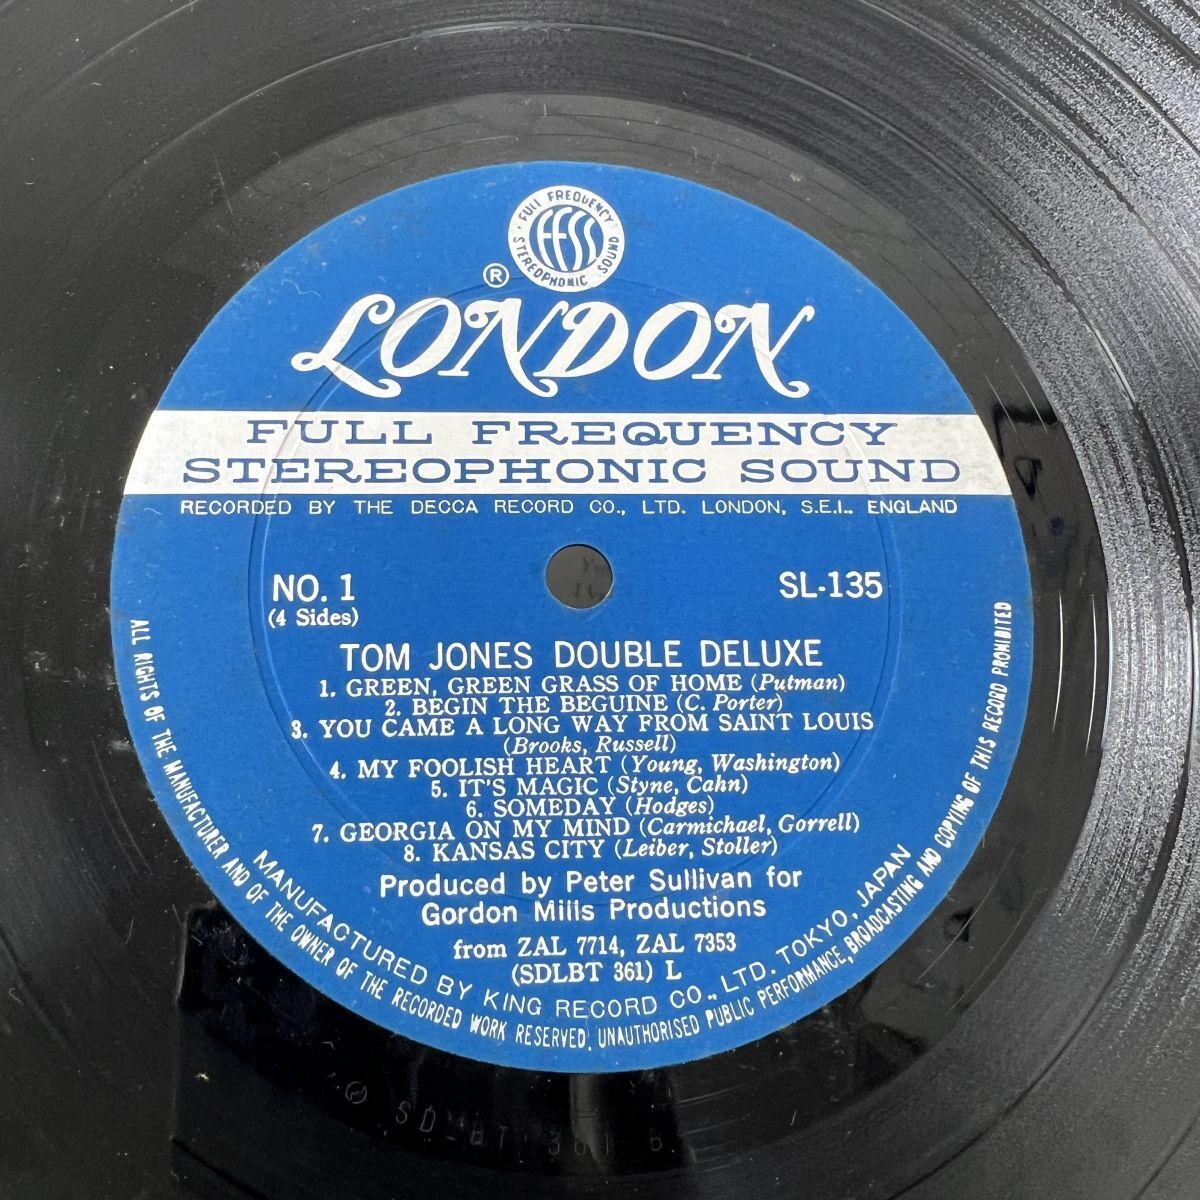 FULL FREQUENCY
FFSS
STEREOPHONIC SOUND
®
LONDON
FULL FREQUENCY
STEREOPHONIC SOUND
RECORDED BY THE DECCA RECORD CO., LTD. LONDON, S.E.I.. ENGLAND
NO. 1
(4 Sides)
SL-135
TOM JONES DOUBLE DELUXE
1. GREEN, GREEN GRASS OF HOME (Putman)
2. BEGIN THE BEGUINE (C. Porter)
3. YOU CAME A LONG WAY FROM SAINT LOUIS
(Brooks, Russell)
4. MY FOOLISH HEART (Young, Washington)
5. IT'S MAGIC (Styne, Cahn)
6. SOMEDAY (Hodges)
7. GEORGIA ON MY MIND (Carmichael, Gorrell)
8. KANSAS CITY (Leiber, Stoller)
Produced by Peter Sullivan for
Gordon Mills Productions
from ZAL 7714, ZAL 7353
(SDLBT 361) L
MANUFACTURED BY KING RECORD CO., LTD. TOKYO, JAPAN
ALL RIGHTS OF THE MANUFACTURER AND OF THE OWNER OF THE RECORDED WORK RESERVED. UNAUTHORISED PUBLIC PERFORMANCE, BROADCASTING AND COPYING OF THIS RECORD PROHIBITED
SDLBT 361 B